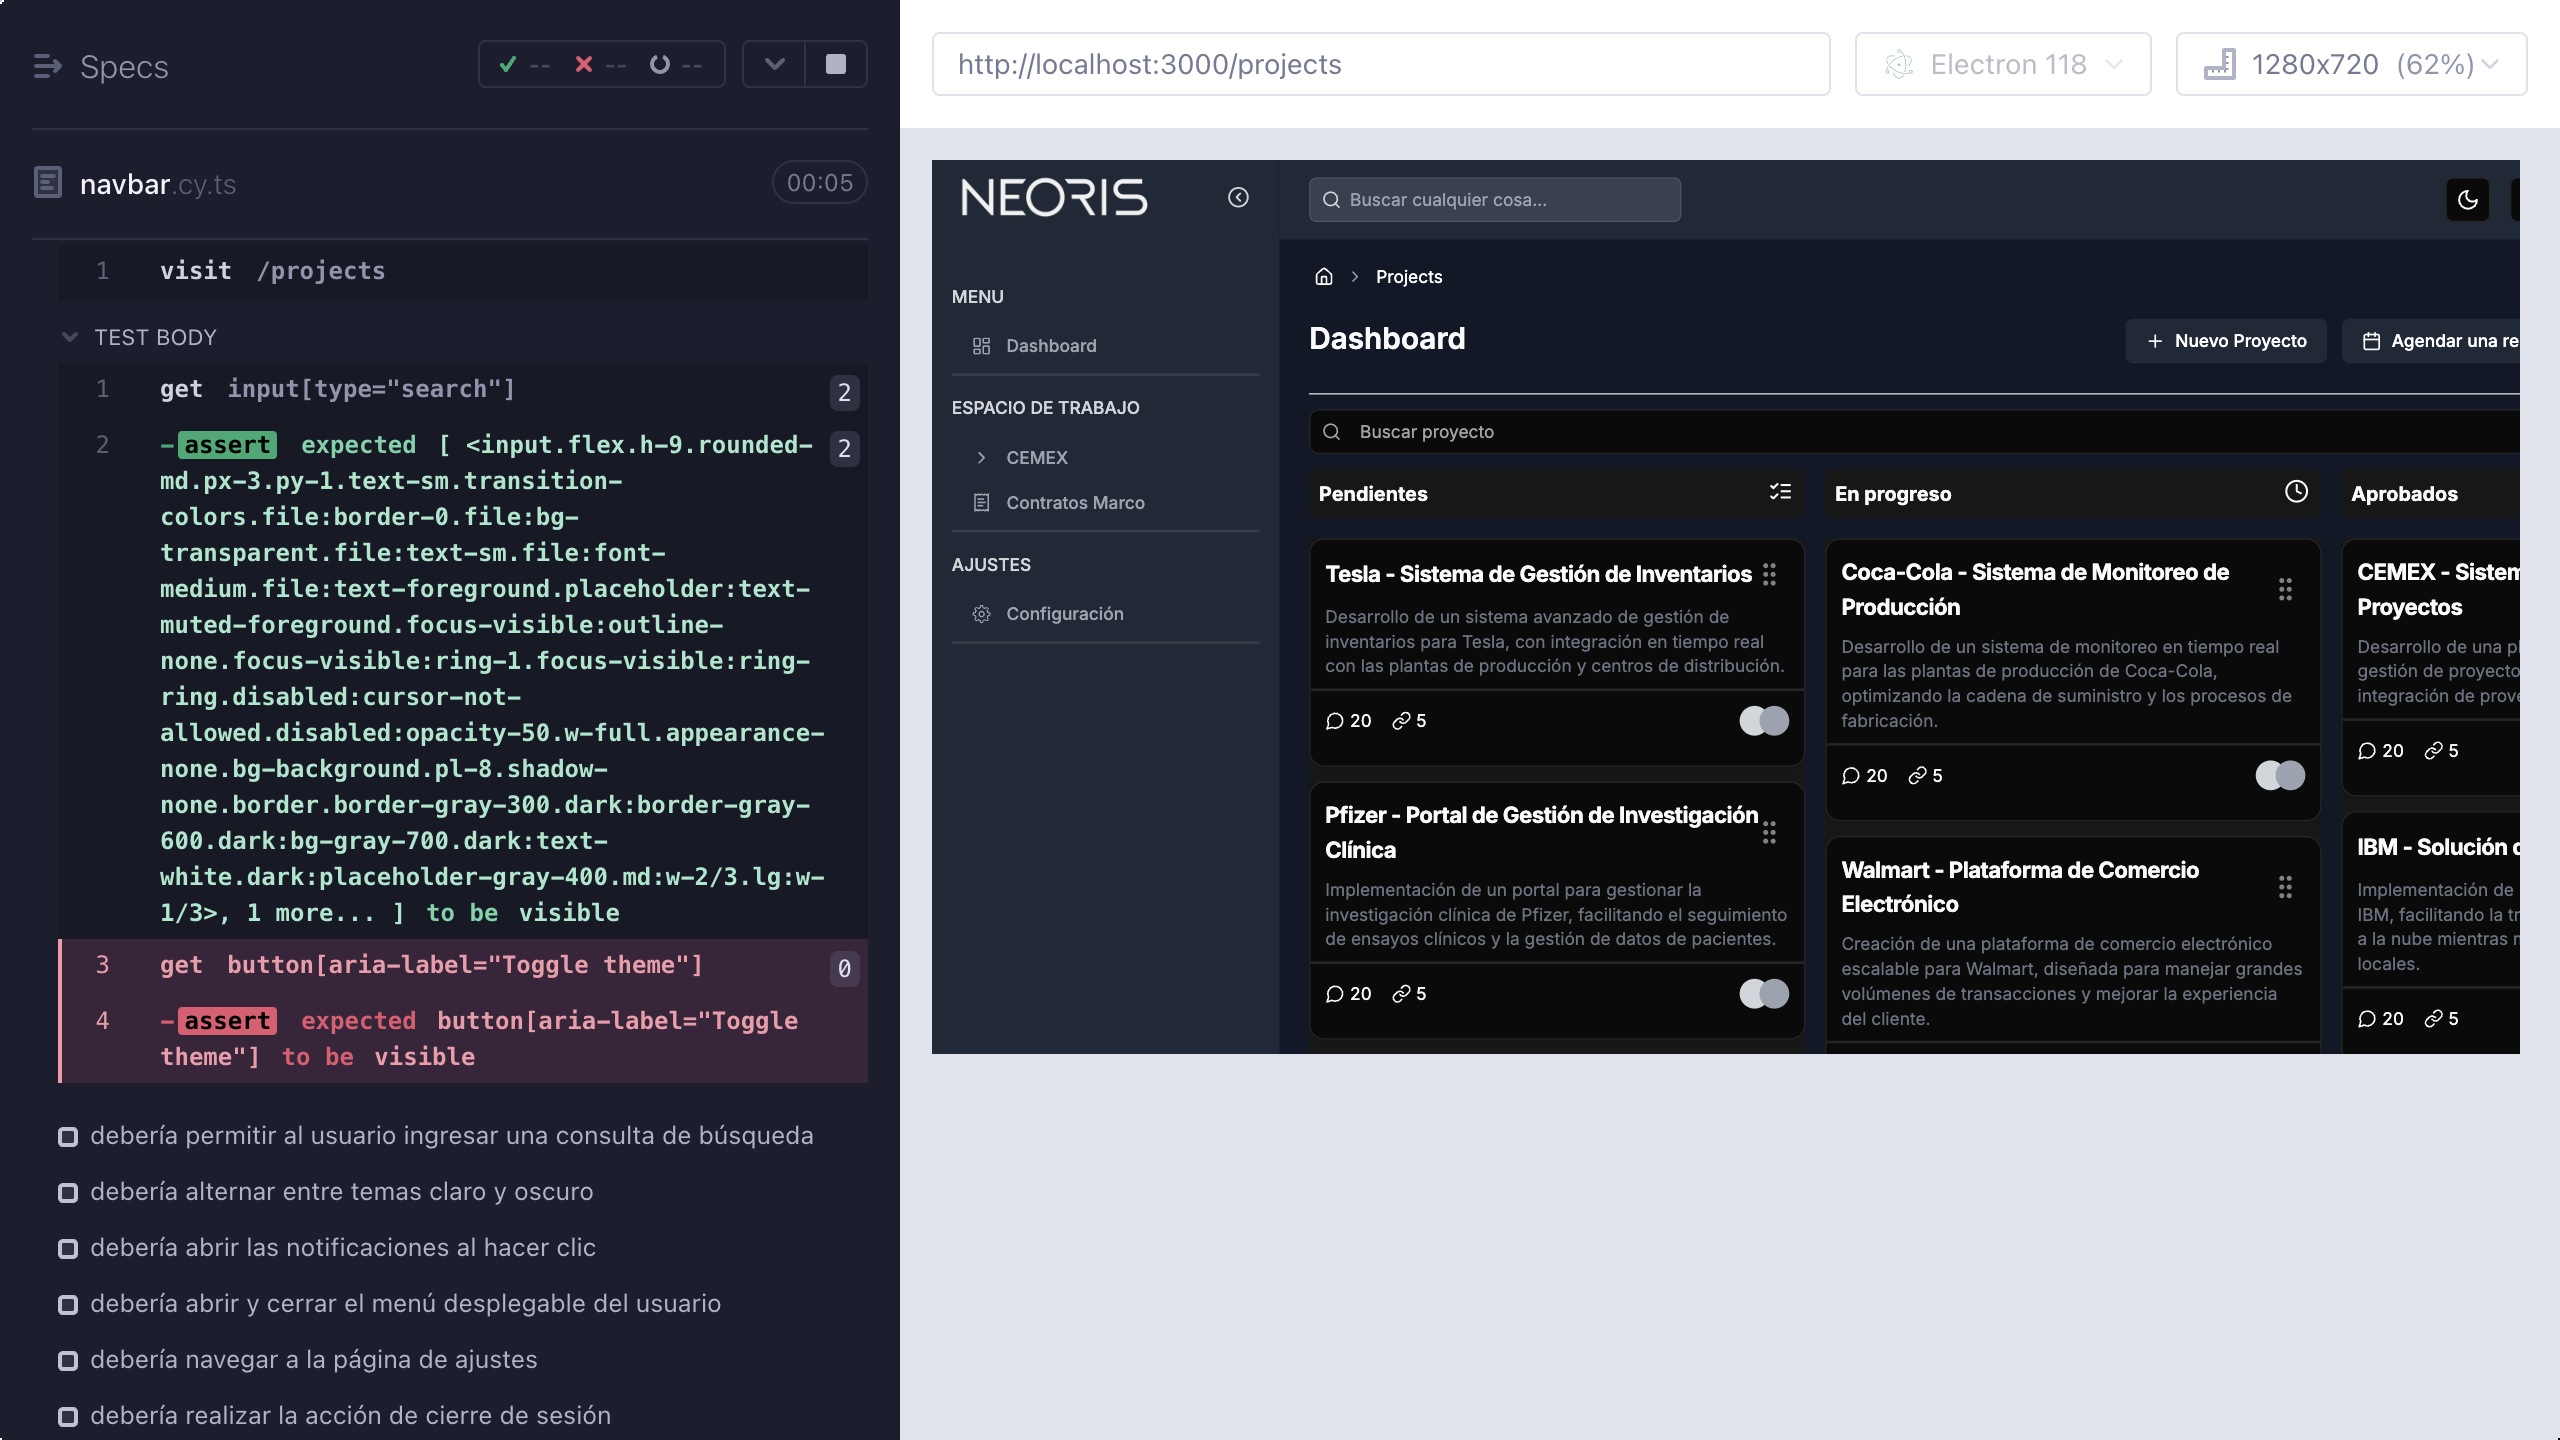 Specs
-- -- --
navbar.cy.ts
00:05
1 visit /projects
TEST BODY
1 get input[type="search"] 2
2 -assert expected [ <input.flex.h-9.rounded- 2
md.px-3.py-1.text-sm.transition-
colors.file:border-0.file:bg-
transparent.file:text-sm.file:font-
medium.file:text-foreground.placeholder:text-
muted-foreground.focus-visible:outline-
none.focus-visible:ring-1.focus-visible:ring-
ring.disabled:cursor-not-
allowed.disabled:opacity-50.w-full.appearance-
none.bg-background.pl-8.shadow-
none.border.border-gray-300.dark:border-gray-
600.dark:bg-gray-700.dark:text-
white.dark:placeholder-gray-400.md:w-2/3.lg:w-
1/3>, 1 more... ] to be visible
3 get button[aria-label="Toggle theme"] 0
4 -assert expected button[aria-label="Toggle
theme"] to be visible
debería permitir al usuario ingresar una consulta de búsqueda
debería alternar entre temas claro y oscuro
debería abrir las notificaciones al hacer clic
debería abrir y cerrar el menú desplegable del usuario
debería navegar a la página de ajustes
debería realizar la acción de cierre de sesión
http://localhost:3000/projects
Electron 118
1280x720 (62%)
NEORIS
MENU
Dashboard
ESPACIO DE TRABAJO
CEMEX
Contratos Marco
AJUSTES
Configuración
Buscar cualquier cosa...
Projects
Dashboard
Nuevo Proyecto
Agendar una re
Buscar proyecto
Pendientes
Tesla - Sistema de Gestión de Inventarios
Desarrollo de un sistema avanzado de gestión de
inventarios para Tesla, con integración en tiempo real
con las plantas de producción y centros de distribución.
20 5
Pfizer - Portal de Gestión de Investigación
Clínica
Implementación de un portal para gestionar la
investigación clínica de Pfizer, facilitando el seguimiento
de ensayos clínicos y la gestión de datos de pacientes.
20 5
En progreso
Coca-Cola - Sistema de Monitoreo de
Producción
Desarrollo de un sistema de monitoreo en tiempo real
para las plantas de producción de Coca-Cola,
optimizando la cadena de suministro y los procesos de
fabricación.
20 5
Walmart - Plataforma de Comercio
Electrónico
Creación de una plataforma de comercio electrónico
escalable para Walmart, diseñada para manejar grandes
volúmenes de transacciones y mejorar la experiencia
del cliente.
Aprobados
CEMEX - Sistem
Proyectos
Desarrollo de una pl
gestión de proyecto
integración de prove
20 5
IBM - Solución d
Implementación de
IBM, facilitando la tr
a la nube mientras m
locales.
20 5